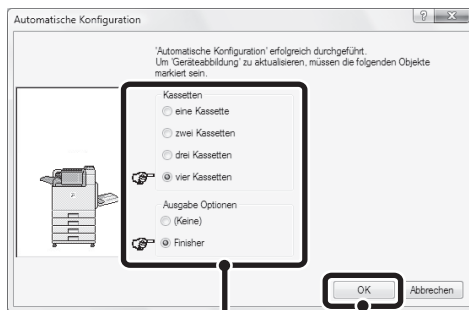 Automatische Konfiguration
'Automatische Konfiguration' erfolgreich durchgeführt.
Um 'Geräteabbildung' zu aktualisieren, müssen die folgenden Objekte
markiert sein.
Kassetten
eine Kassette
zwei Kassetten
drei Kassetten
vier Kassetten
Ausgabe Optionen
(Keine)
Finisher
OK
Abbrechen